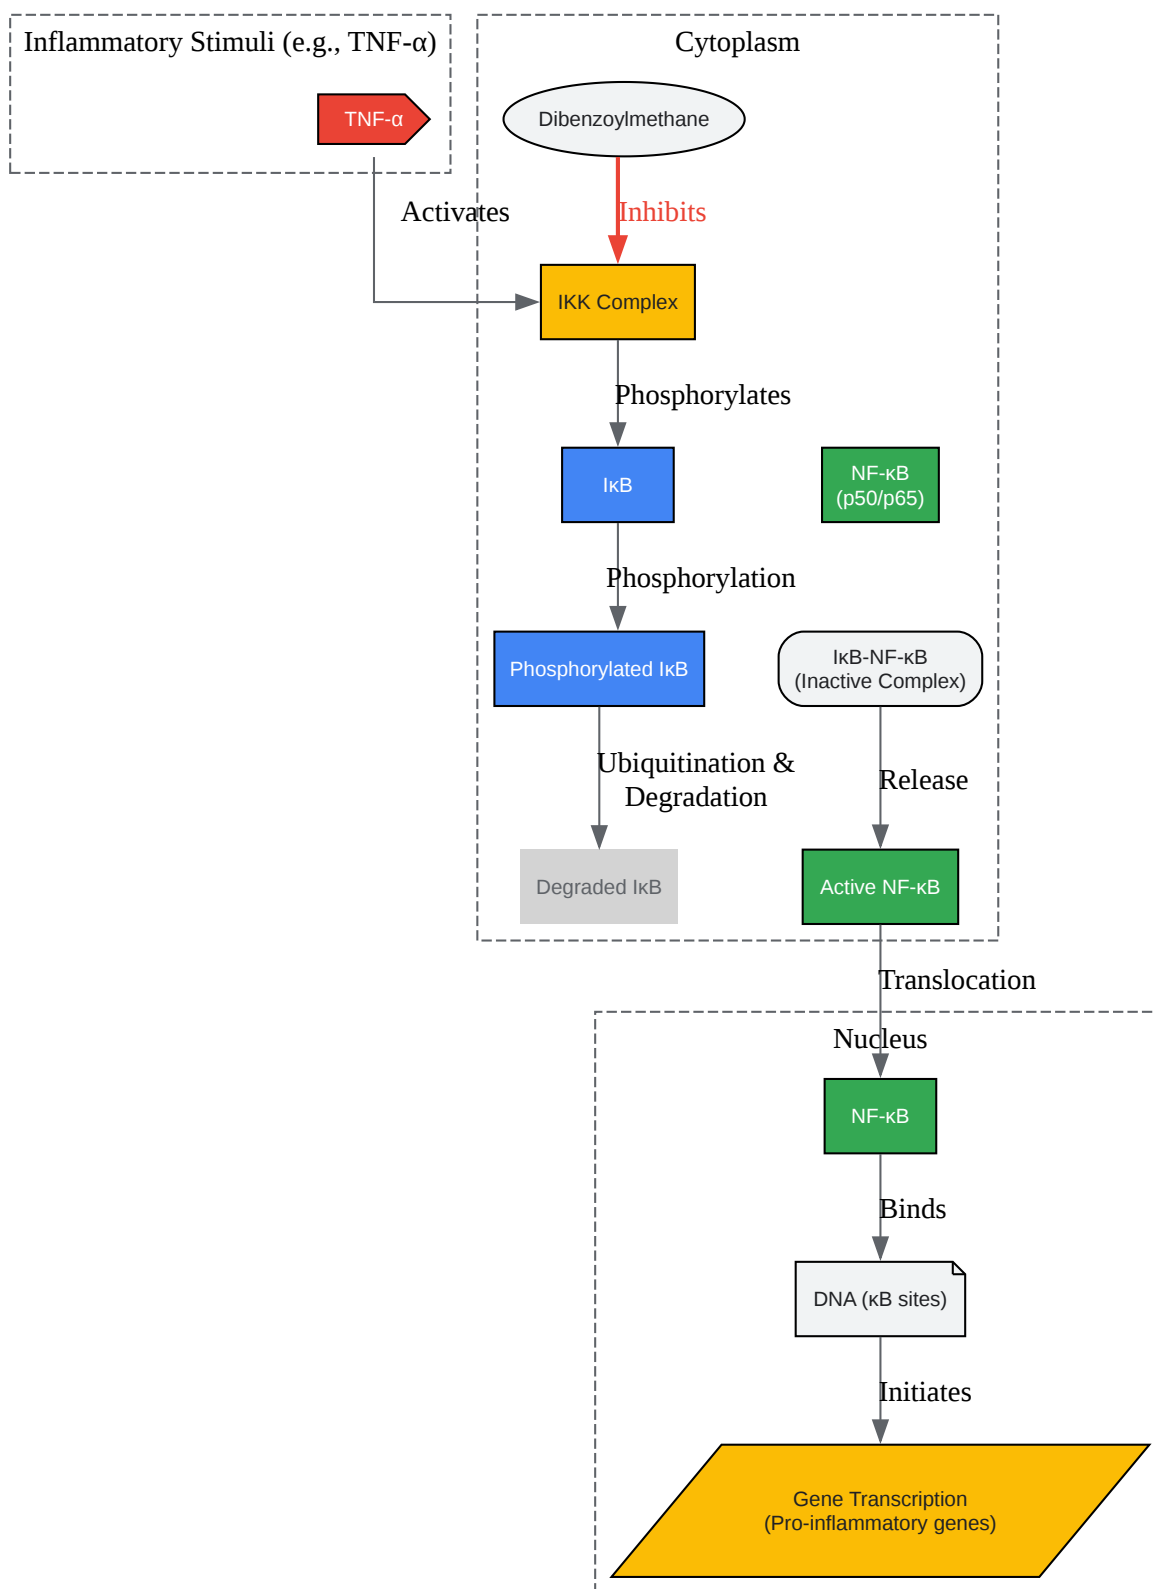 Inflammatory Stimuli (e.g., TNF-α)
Cytoplasm
TNF-α
Dibenzoylmethane
Activates
Inhibits
IKK Complex
Phosphorylates
IκB
NF-κB
(p50/p65)
Phosphorylation
Phosphorylated IκB
IκB-NF-κB
(Inactive Complex)
Ubiquitination &
Degradation
Release
Degraded IκB
Active NF-κB
Translocation
Nucleus
NF-κB
Binds
DNA (κB sites)
Initiates
Gene Transcription
(Pro-inflammatory genes)